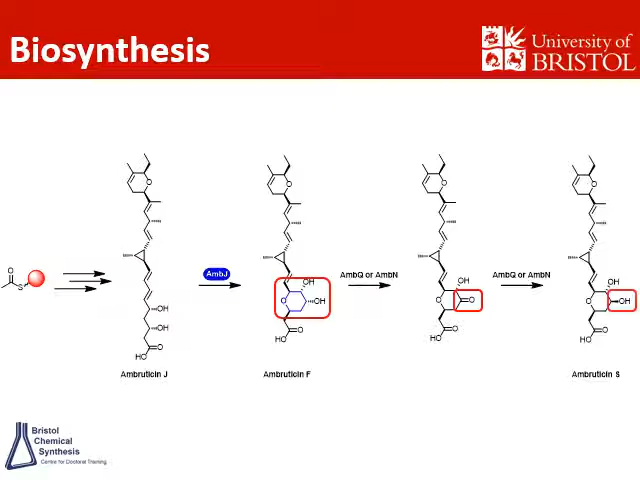 Biosynthesis
University of
BRISTOL
O
O
O
O
S
O
AmbJ
OH
O
OH
AmbQ or AmbN
OH
O
O
AmbQ or AmbN
OH
O
OH
OH
OH
O
HO
O
HO
O
HO
O
HO
Ambruticin J
Ambruticin F
Ambruticin S
Bristol
Chemical
Synthesis
Centre for Doctoral Training